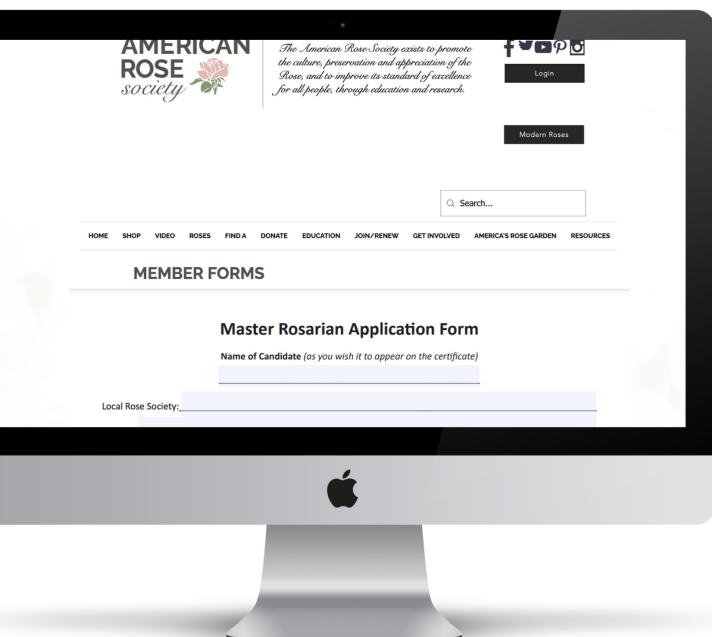 AMERICAN
ROSE
society
The American Rose Society exists to promote
the culture, preservation and appreciation of the
Rose, and to improve its standard of excellence
for all people, through education and research.
Login
Modern Roses
Search...
HOME SHOP VIDEO ROSES FIND A DONATE EDUCATION JOIN/RENEW GET INVOLVED AMERICA'S ROSE GARDEN RESOURCES
MEMBER FORMS
Master Rosarian Application Form
Name of Candidate (as you wish it to appear on the certificate)
Local Rose Society: